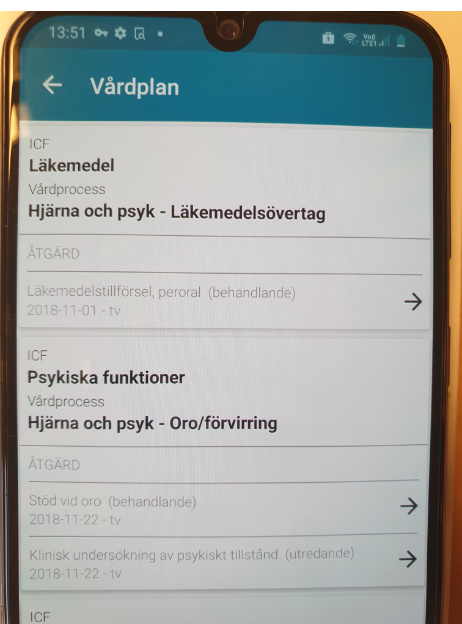 13:51
Vårdplan
ICF
Läkemedel
Vårdprocess
Hjärna och psyk - Läkemedelsövertag
ÅTGÄRD
Läkemedelstillförsel, peroral (behandlande)
2018-11-01 - tv
ICF
Psykiska funktioner
Vårdprocess
Hjärna och psyk - Oro/förvirring
ÅTGÄRD
Stöd vid oro (behandlande)
2018-11-22 - tv
Klinisk undersökning av psykiskt tillstånd (utredande)
2018-11-22 - tv
ICF